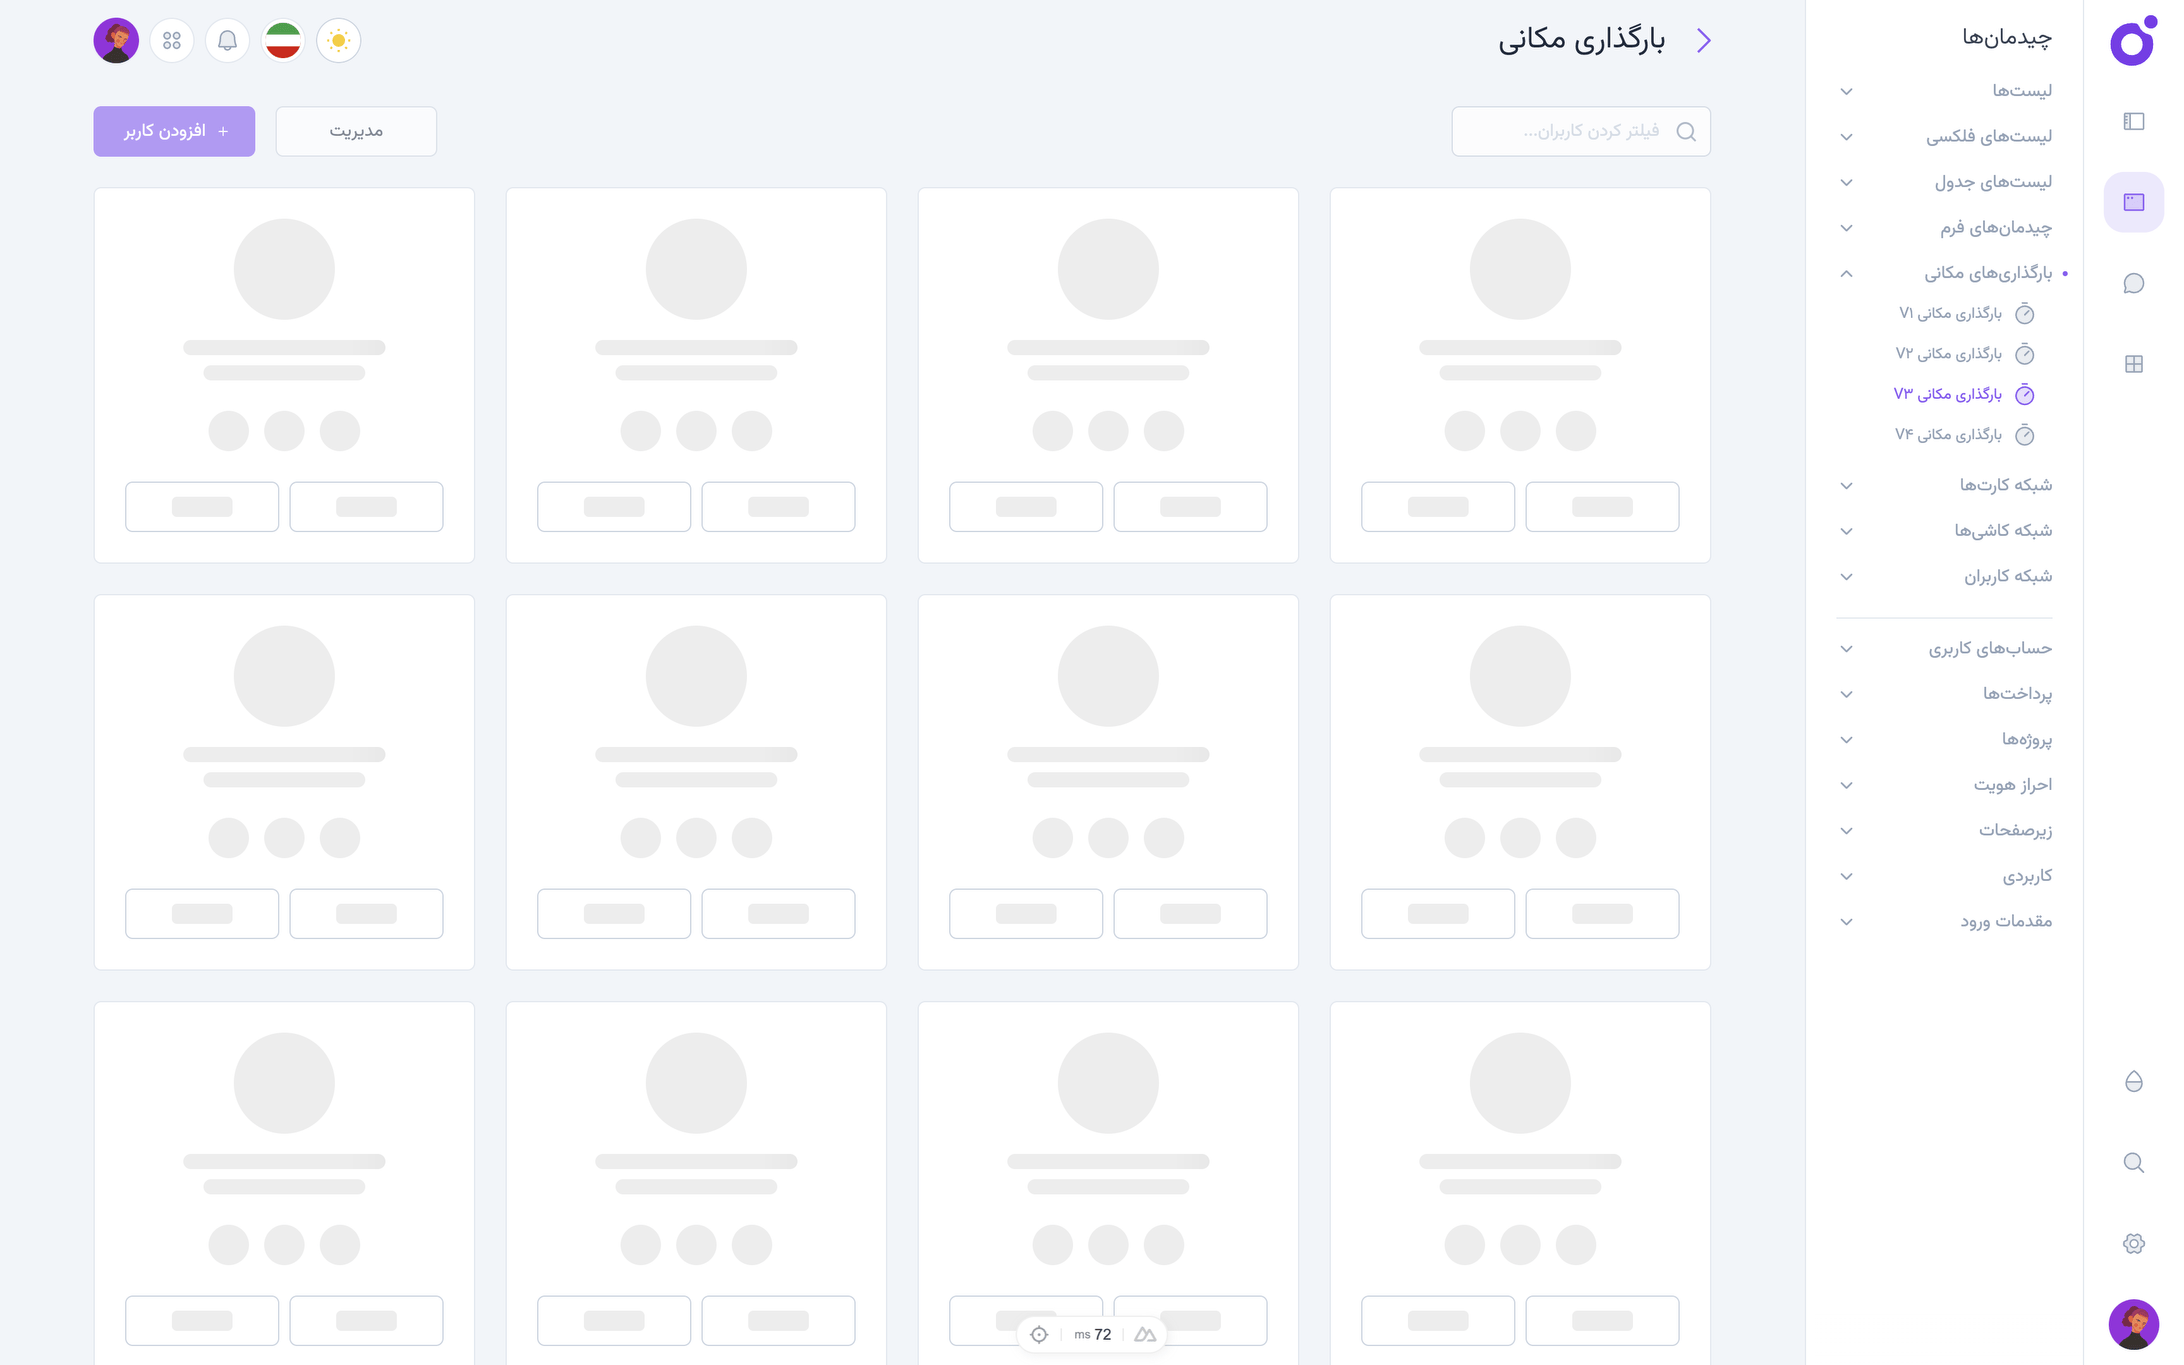 چیدمان‌ها
لیست‌ها
لیست‌های فلکسی
لیست‌های جدول
چیدمان‌های فرم
بارگذاری‌های مکانی
بارگذاری مکانی V۱
بارگذاری مکانی V۲
بارگذاری مکانی V۳
بارگذاری مکانی V۴
شبکه کارت‌ها
شبکه کاشی‌ها
شبکه کاربران
حساب‌های کاربری
پرداخت‌ها
پروژه‌ها
احراز هویت
زیرصفحات
کاربردی
مقدمات ورود
بارگذاری مکانی
فیلتر کردن کاربران...
مدیریت
+ افزودن کاربر
72 ms